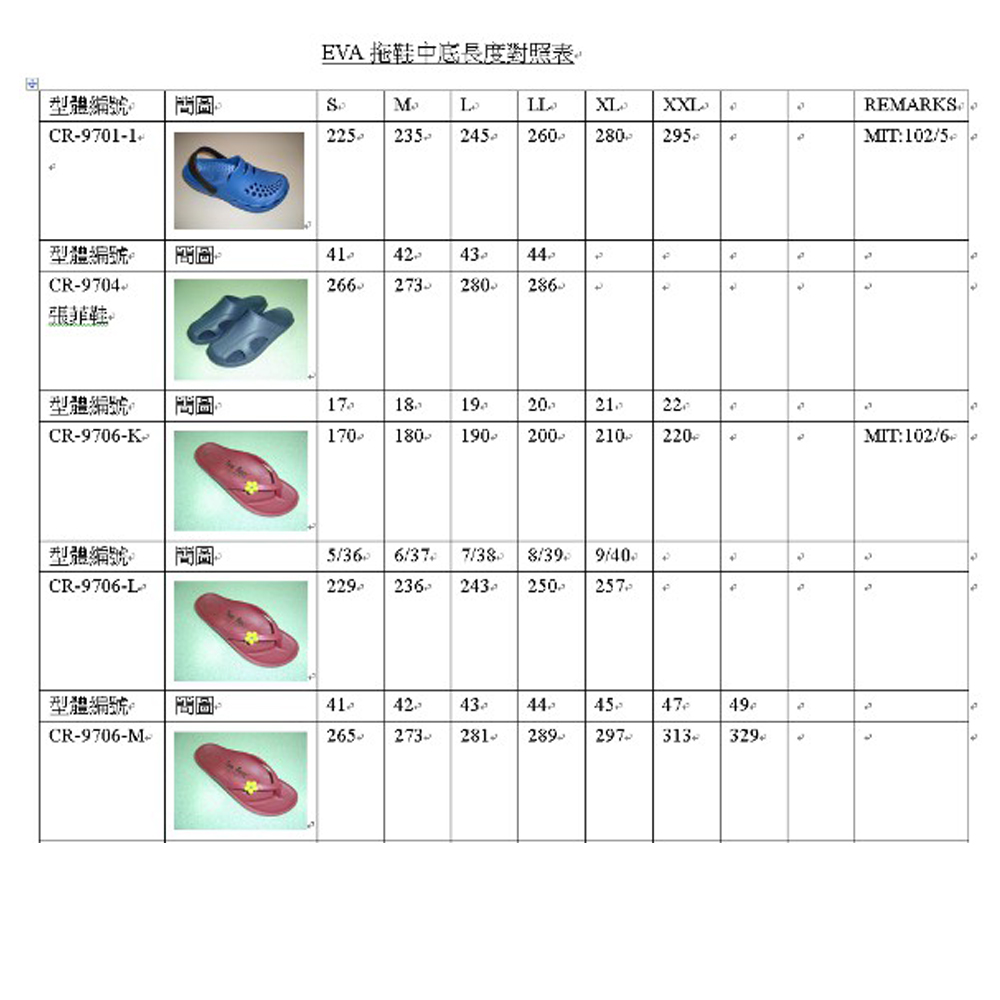 EVA 拖鞋中底長度對照表
型體編號 簡圖 S M L LL XL XXL REMARKS
CR-9701-1 225 235 245 260 280 295 MIT:102/5
型體編號 簡圖 41 42 43 44
CR-9704 266 273 280 286
張菲鞋
型體編號 簡圖 17 18 19 20 21 22
CR-9706-K 170 180 190 200 210 220 MIT:102/6
型體編號 簡圖 5/36 6/37 7/38 8/39 9/40
CR-9706-L 229 236 243 250 257
型體編號 簡圖 41 42 43 44 45 47 49
CR-9706-M 265 273 281 289 297 313 329